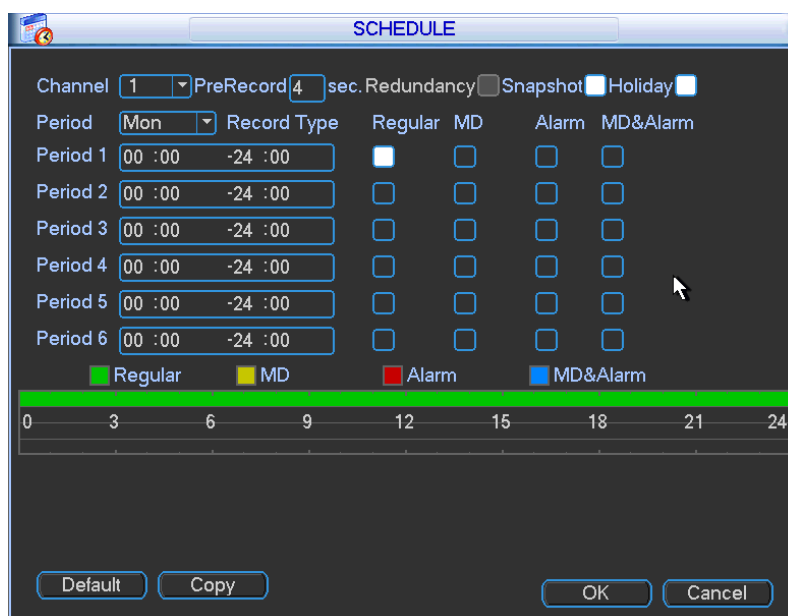 SCHEDULE
Channel 1 PreRecord 4 sec. Redundancy Snapshot Holiday
Period Mon Record Type Regular MD Alarm MD&Alarm
Period 1 00 :00 -24 :00
Period 2 00 :00 -24 :00
Period 3 00 :00 -24 :00
Period 4 00 :00 -24 :00
Period 5 00 :00 -24 :00
Period 6 00 :00 -24 :00
Regular MD Alarm MD&Alarm
0 3 6 9 12 15 18 21 24
Default Copy OK Cancel